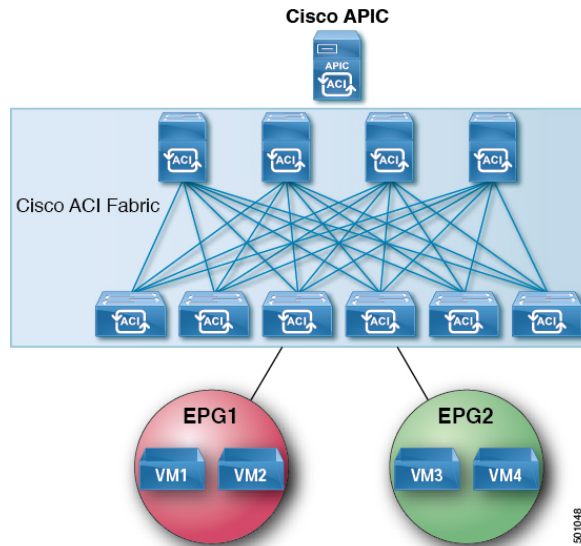 Cisco APIC
APIC
ACI
ACI
ACI
ACI
ACI
Cisco ACI Fabric
ACI
ACI
ACI
ACI
ACI
ACI
EPG1
EPG2
VM1
VM2
VM3
VM4
501048